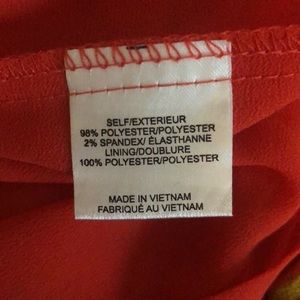 SELF/EXTERIEUR
98% POLYESTER/POLYESTER
2% SPANDEX/ ÉLASTHANNE
LINING/DOUBLURE
100% POLYESTER/POLYESTER
MADE IN VIETNAM
FABRIQUÉ AU VIETNAM